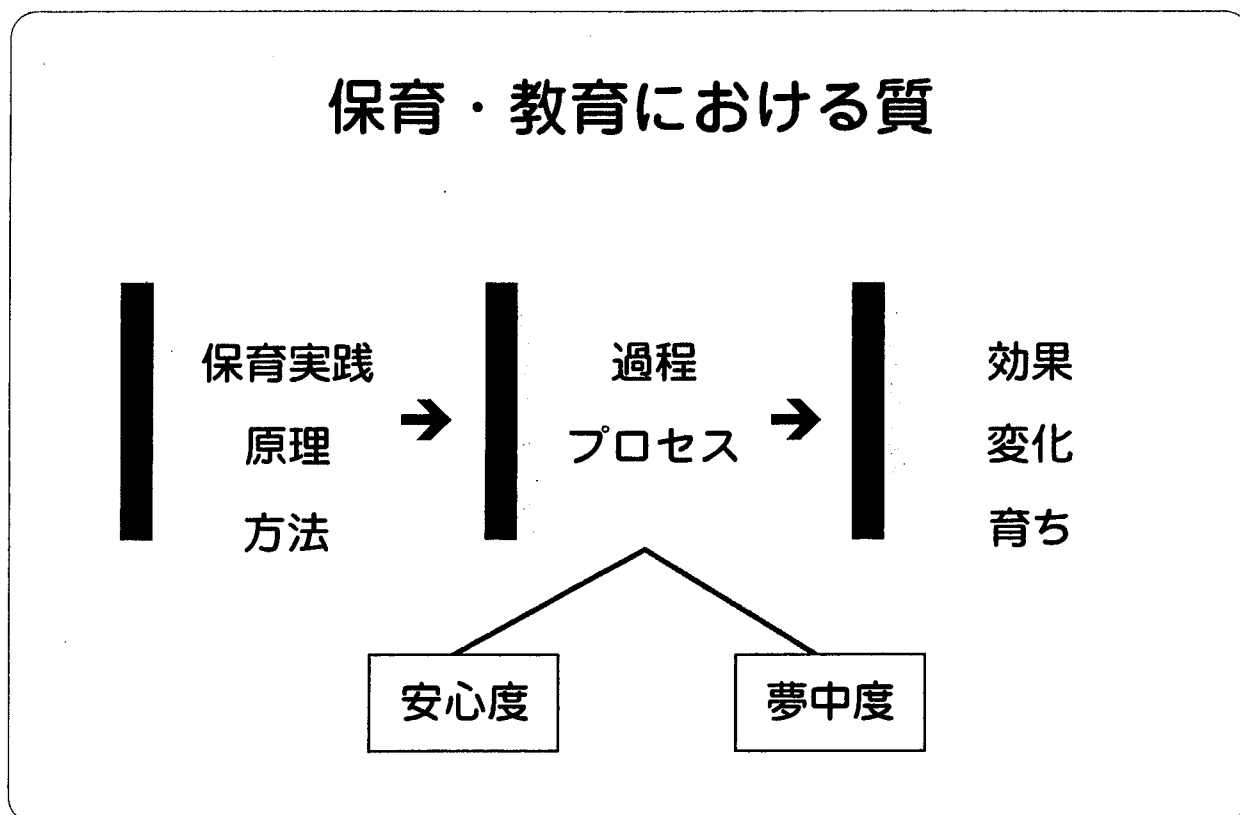 保育・教育における質
保育実践
原理
方法
過程
プロセス
効果
変化
育ち
安心度
夢中度